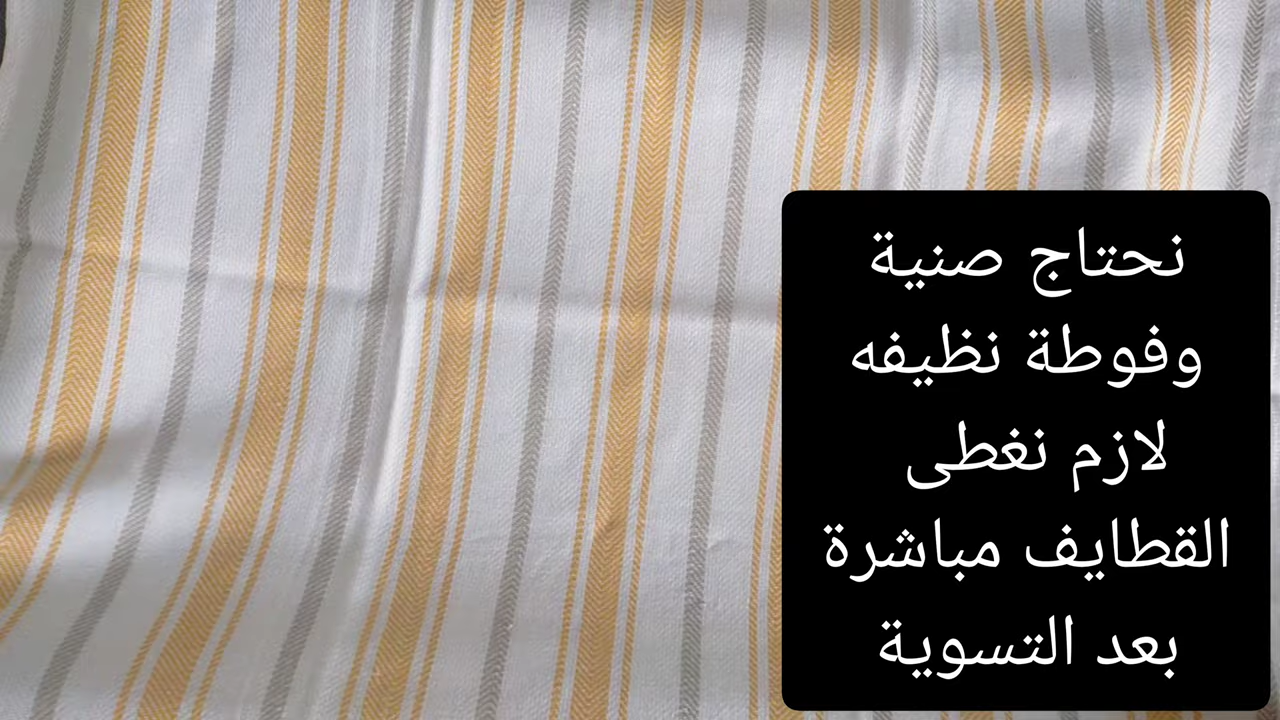 نحتاج صنية
وفوطة نظيفه
لازم نغطى
القطايف مباشرة
بعد التسوية